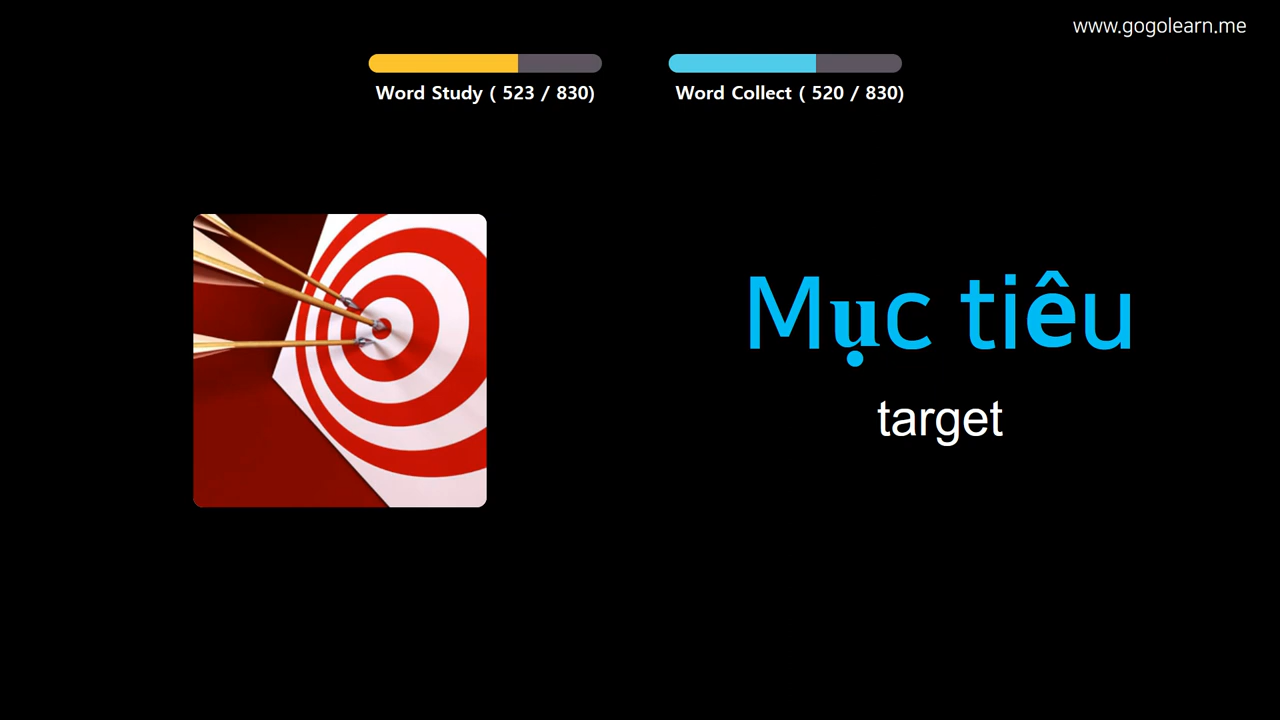 www.gogolearn.me
Word Study ( 523 / 830)
Word Collect ( 520 / 830)
Mục tiêu
target